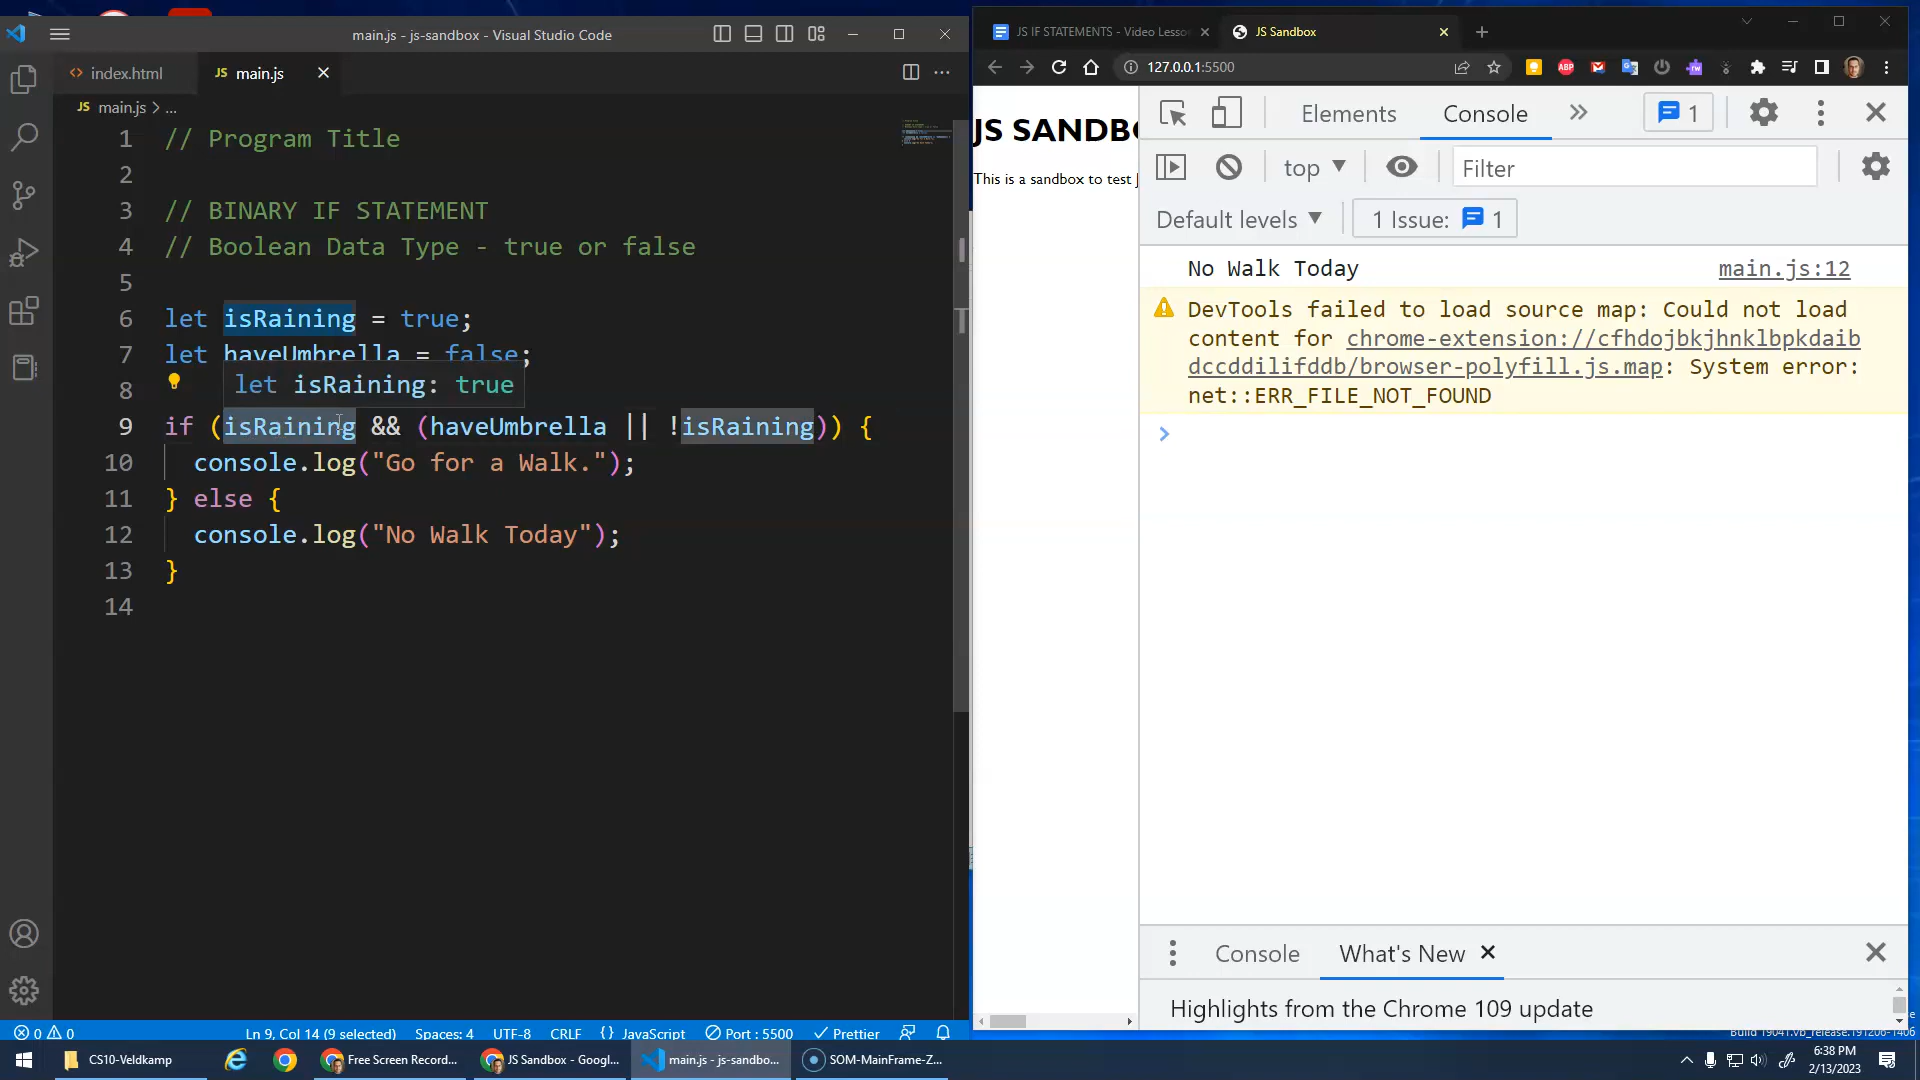 main.js - js-sandbox - Visual Studio Code
index.html
JS main.js
JS main.js > ...
1 // Program Title
2
3 // BINARY IF STATEMENT
4 // Boolean Data Type - true or false
5
6 let isRaining = true;
7 let haveUmbrella = false;
8 let isRaining: true
9 if (isRaining && (haveUmbrella || !isRaining)) {
10 console.log("Go for a Walk.");
11 } else {
12 console.log("No Walk Today");
13 }
14
0 0 Ln 9, Col 14 (9 selected) Spaces: 4 UTF-8 CRLF {} JavaScript Port : 5500 Prettier
JS IF STATEMENTS - Video Lesso
JS Sandbox
127.0.0.1:5500
JS SANDB
This is a sandbox to test
Elements Console 1
top Filter
Default levels 1 Issue: 1
No Walk Today main.js:12
DevTools failed to load source map: Could not load
content for chrome-extension://cfhdojbkjhnklbpkdaib
dccddilifddb/browser-polyfill.js.map: System error:
net::ERR_FILE_NOT_FOUND
Console What's New
Highlights from the Chrome 109 update
CS10-Veldkamp
Free Screen Record...
JS Sandbox - Googl...
main.js - js-sandbo...
SOM-MainFrame-Z...
6:38 PM
2/13/2023